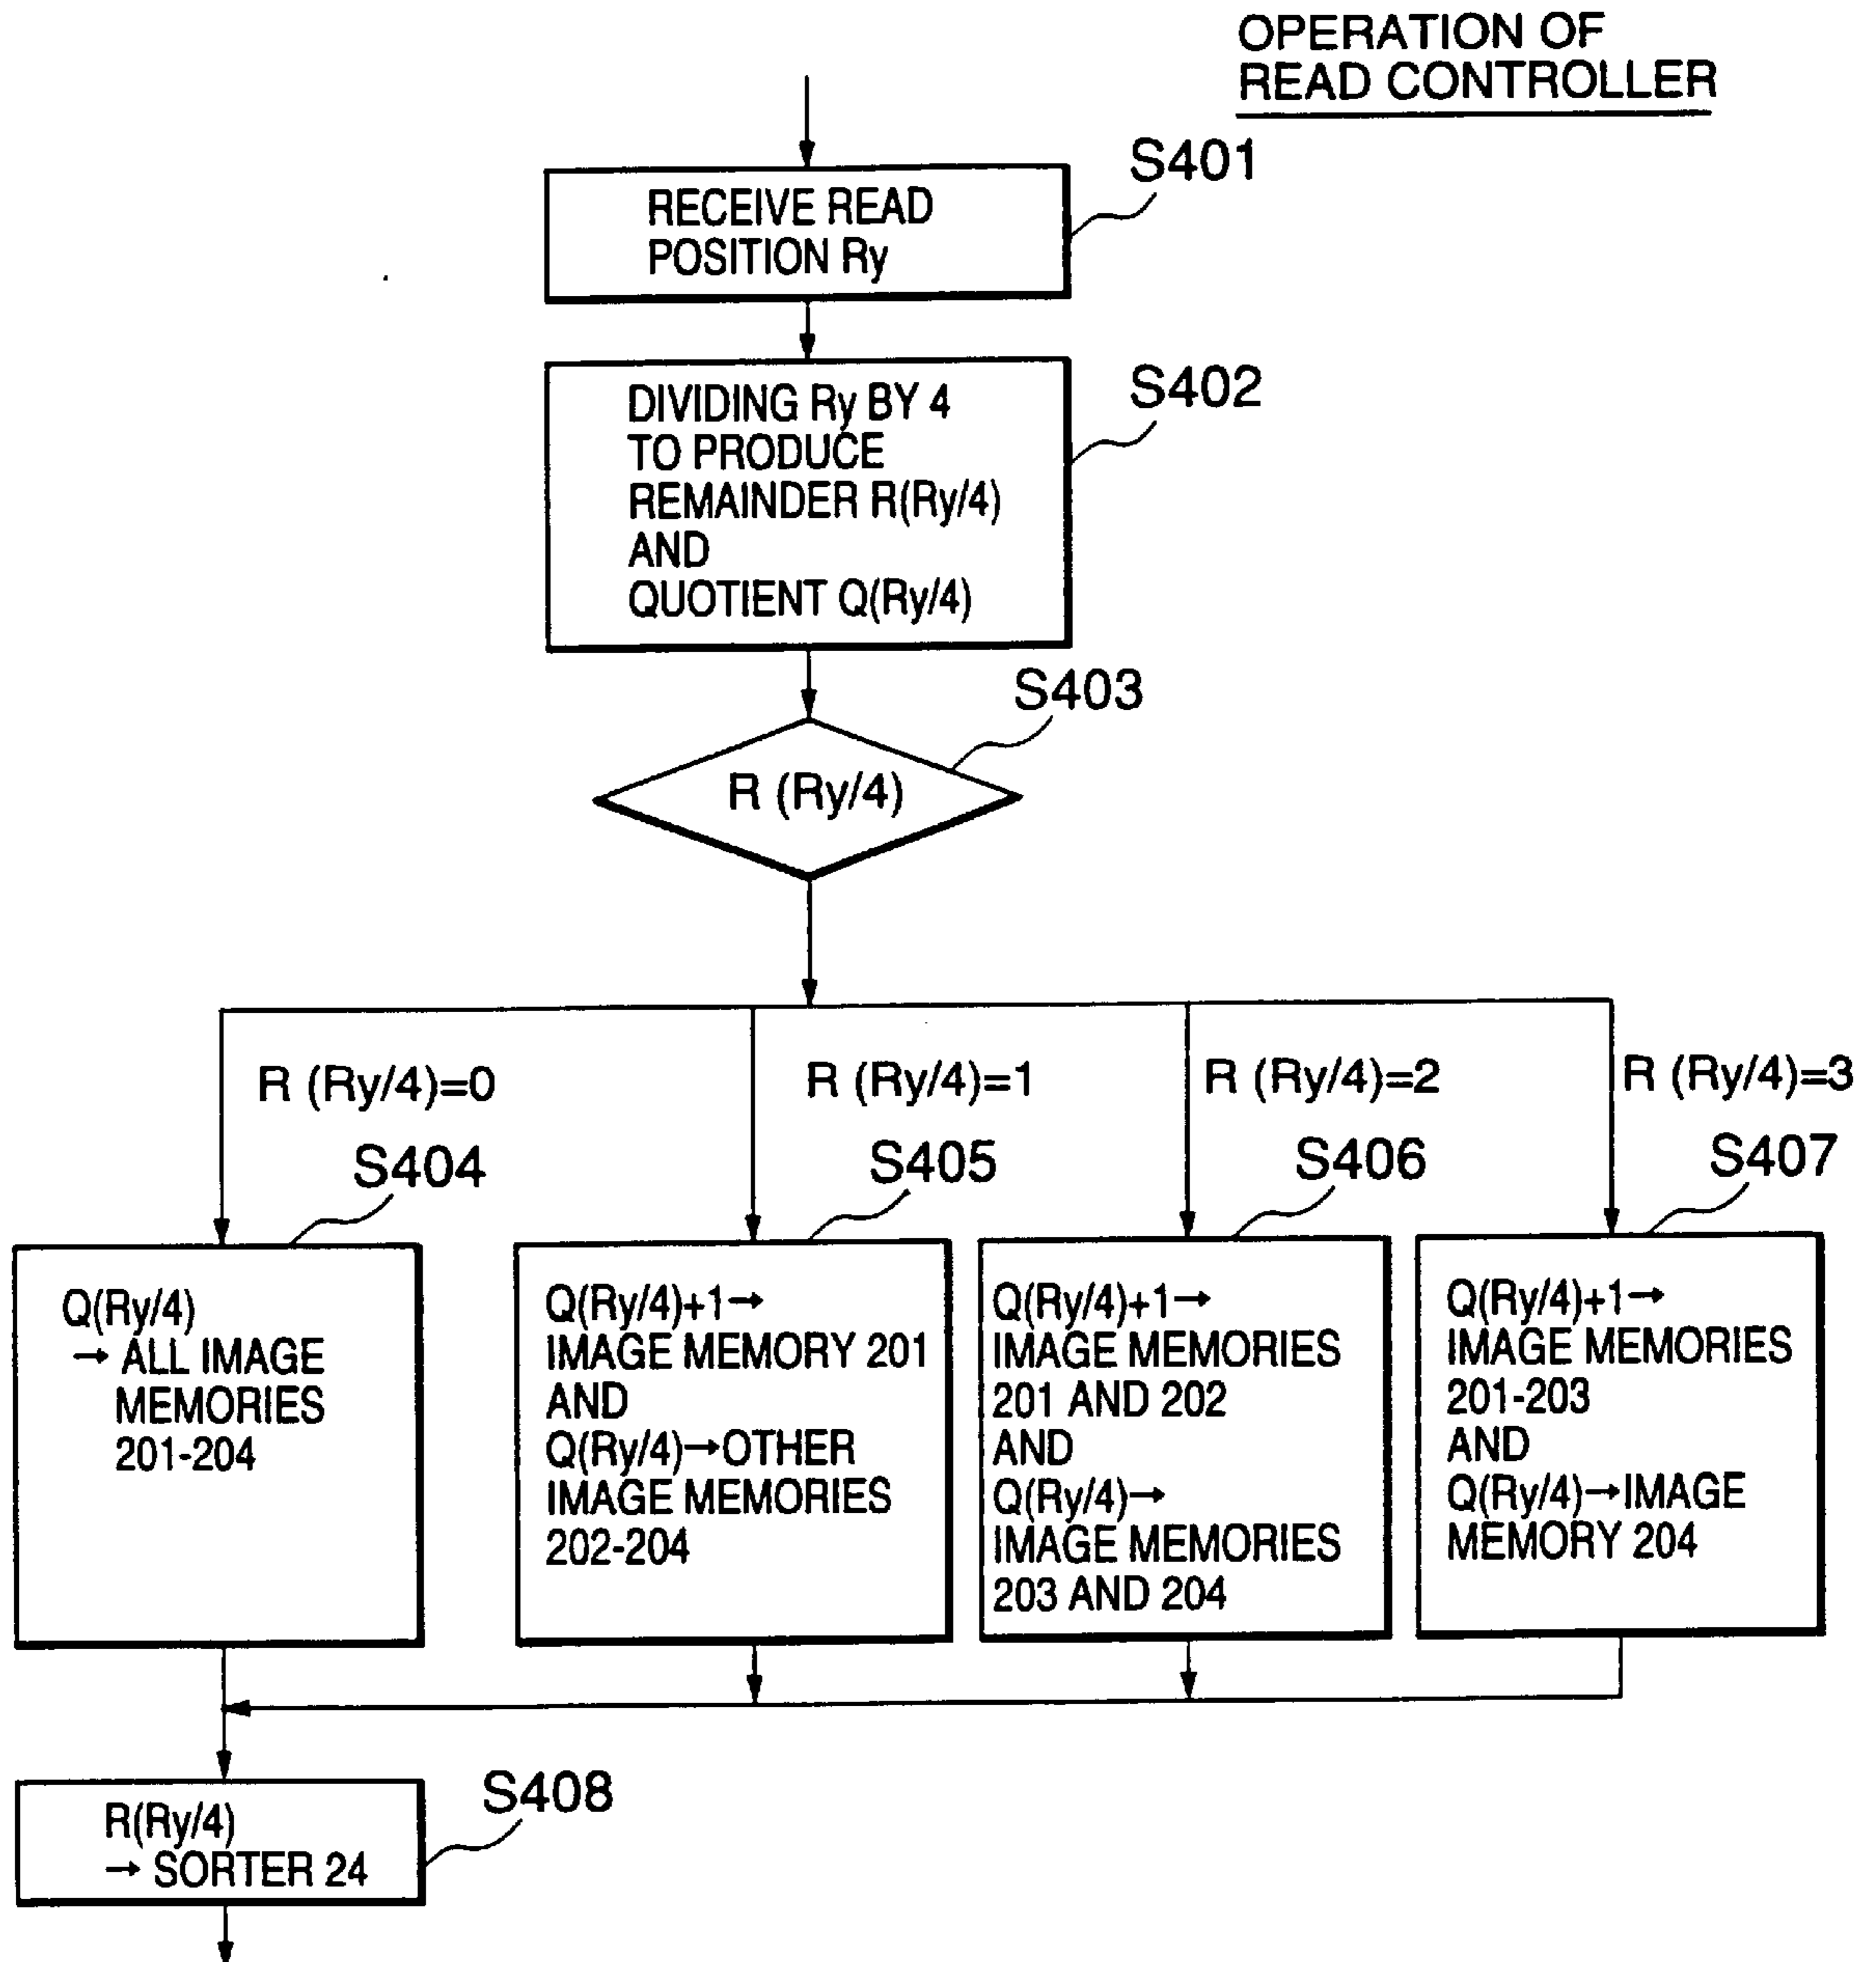 OPERATION OF
READ CONTROLLER
S401
RECEIVE READ
POSITION Ry
S402
DIVIDING Ry BY 4
TO PRODUCE
REMAINDER R(Ry/4)
AND
QUOTIENT Q(Ry/4)
S403
R (Ry/4)
R (Ry/4)=0
R (Ry/4)=1
R (Ry/4)=2
R (Ry/4)=3
S404
Q(Ry/4)
→ ALL IMAGE
MEMORIES
201-204
S405
Q(Ry/4)+1→
IMAGE MEMORY 201
AND
Q(Ry/4)→OTHER
IMAGE MEMORIES
202-204
S406
Q(Ry/4)+1→
IMAGE MEMORIES
201 AND 202
AND
Q(Ry/4)→
IMAGE MEMORIES
203 AND 204
S407
Q(Ry/4)+1→
IMAGE MEMORIES
201-203
AND
Q(Ry/4)→IMAGE
MEMORY 204
S408
R(Ry/4)
→ SORTER 24